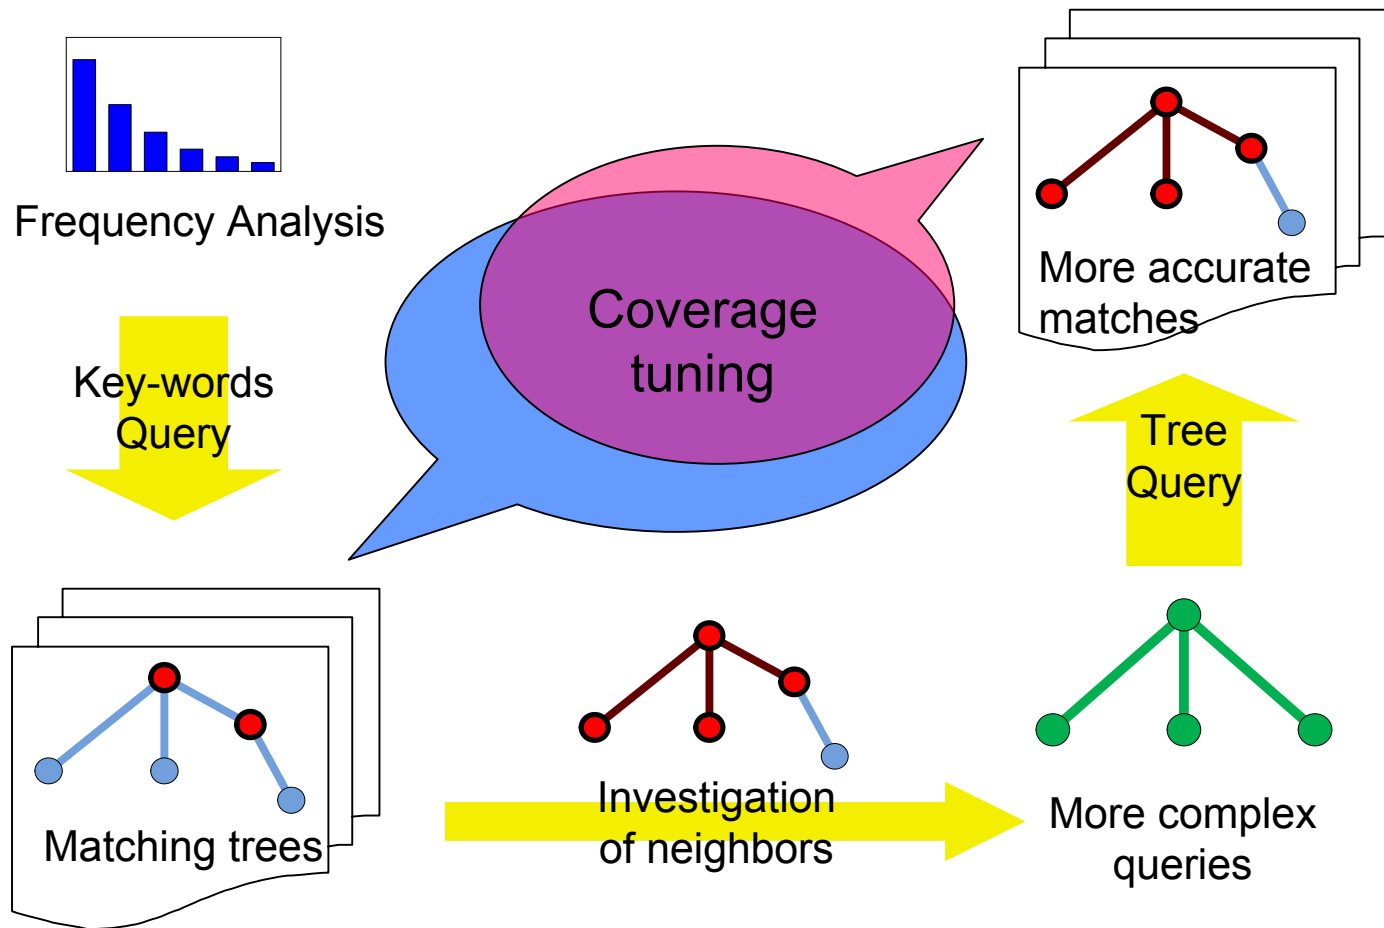 Frequency Analysis
Key-words
Query
Matching trees
Investigation
of neighbors
More complex
queries
Tree
Query
More accurate
matches
Coverage
tuning